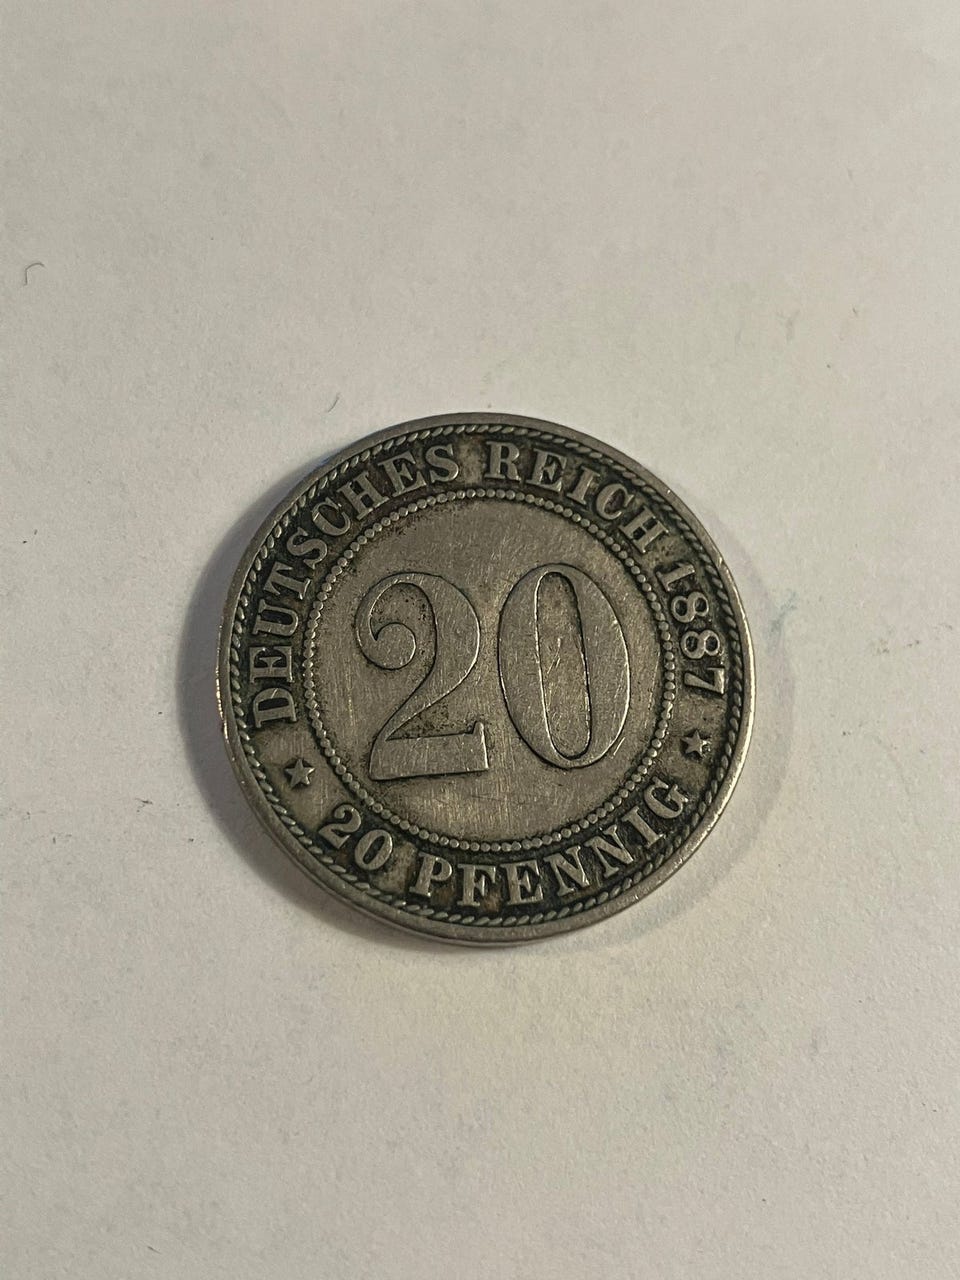 DEUTSCHES REICH 1887
20
20 PFENNIG